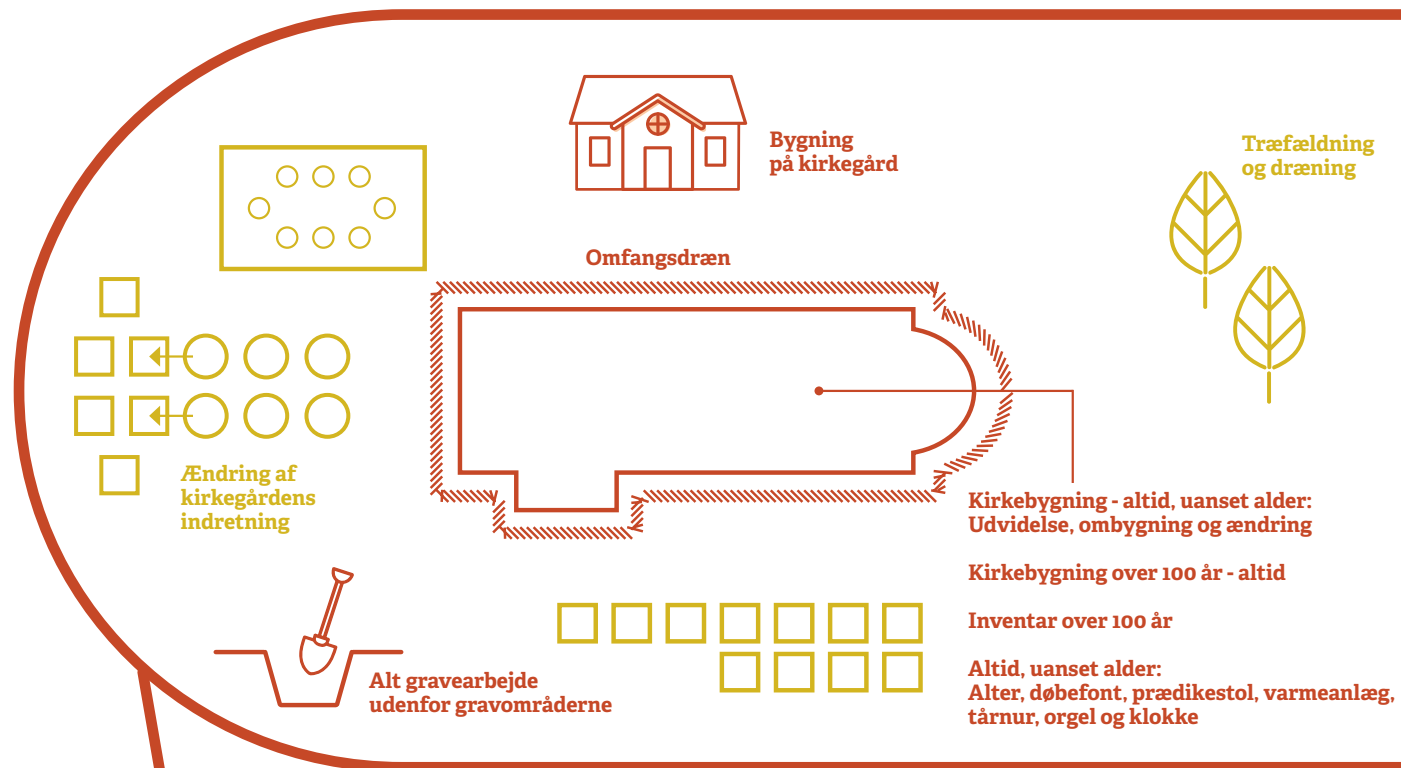 Bygning
på kirkegård
Træfældning
og dræning
Omfangsdræn
Ændring af
kirkegårdens
indretning
Kirkebygning - altid, uanset alder:
Udvidelse, ombygning og ændring
Kirkebygning over 100 år - altid
Inventar over 100 år
Altid, uanset alder:
Alter, døbefont, prædikestol, varmeanlæg,
tårnur, orgel og klokke
Alt gravearbejde
udenfor gravområderne